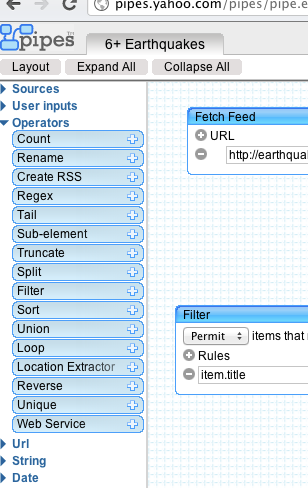 pipes.yahoo.com/pipes/pipe.e
pipes
6+ Earthquakes
Layout
Expand All
Collapse All
Sources
User inputs
Operators
Count
Rename
Create RSS
Regex
Tail
Sub-element
Truncate
Split
Filter
Sort
Union
Loop
Location Extractor
Reverse
Unique
Web Service
Url
String
Date
Fetch Feed
URL
http://earthqual
Filter
Permit items that
Rules
item.title